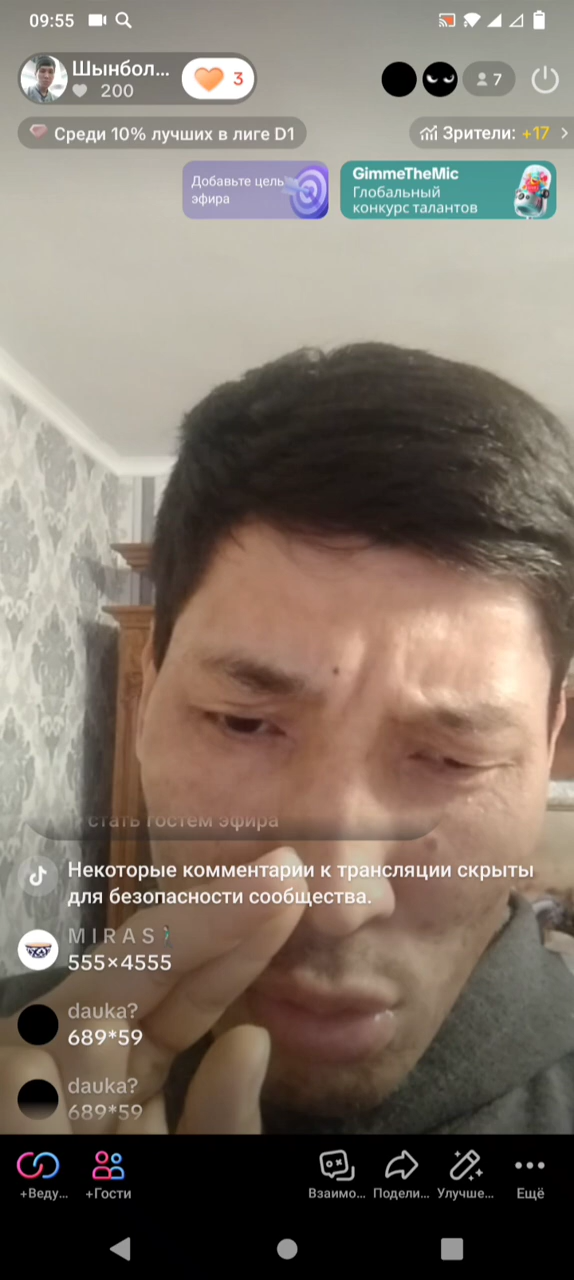 09:55
Шынбол...
200
3
7
Среди 10% лучших в лиге D1
Зрители: +17
Добавьте цель
эфира
GimmeTheMic
Глобальный
конкурс талантов
стать гостем эфира
Некоторые комментарии к трансляции скрыты
для безопасности сообщества.
M I R A S
555×4555
dauka?
689*59
dauka?
689*59
+Веду...
+Гости
Взаимо...
Подели...
Улучше...
Ещё